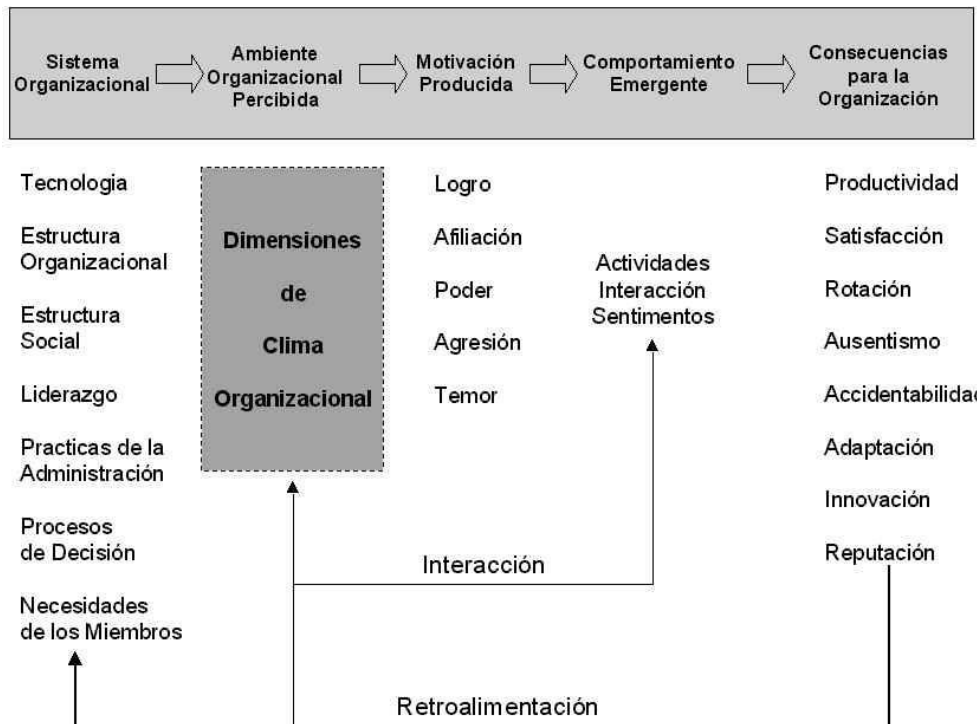 Sistema
Organizacional
Ambiente
Organizacional
Percibida
Motivación
Producida
Comportamiento
Emergente
Consecuencias
para la
Organización
Tecnologia
Estructura
Organizacional
Estructura
Social
Liderazgo
Practicas de la
Administración
Procesos
de Decisión
Necesidades
de los Miembros
Dimensiones
de
Clima
Organizacional
Logro
Afiliación
Poder
Agresión
Temor
Actividades
Interacción
Sentimentos
Productividad
Satisfacción
Rotación
Ausentismo
Accidentabilidad
Adaptación
Innovación
Reputación
Interacción
Retroalimentación